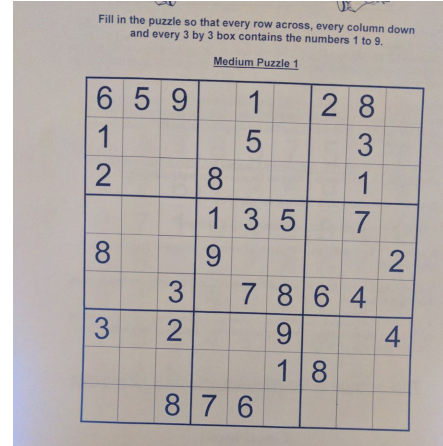 Fill in the puzzle so that every row across, every column down
and every 3 by 3 box contains the numbers 1 to 9.
Medium Puzzle 1
6 5 9 1 2 8
1 5 3
2 8 1
1 3 5 7
8 9 2
3 7 8 6 4
3 2 9 4
1 8
8 7 6